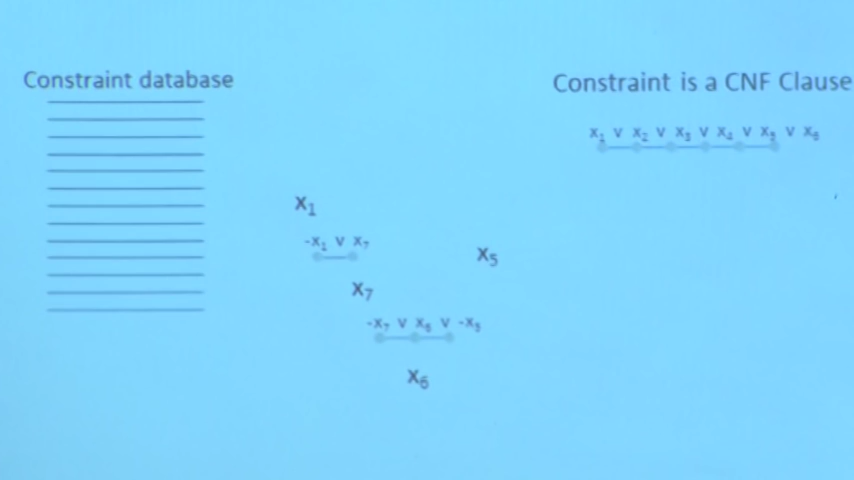 Constraint database
Constraint is a CNF Clause
x₁ v x₂ v x₃ v x₄ v x₅ v x₆
x₁
-x₁ v x₇
x₅
x₇
-x₇ v x₆ v -x₅
x₆